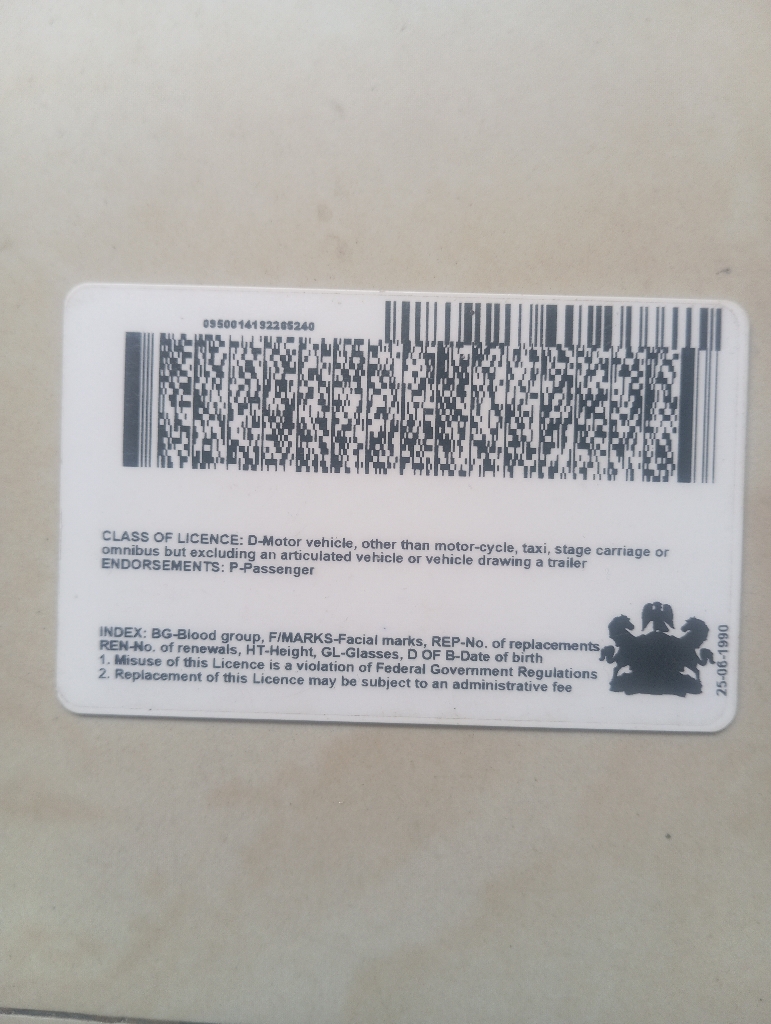 0950014192205240
CLASS OF LICENCE: D-Motor vehicle, other than motor-cycle, taxi, stage carriage or
omnibus but excluding an articulated vehicle or vehicle drawing a trailer
ENDORSEMENTS: P-Passenger
INDEX: BG-Blood group, F/MARKS-Facial marks, REP-No. of replacements
REN-No. of renewals, HT-Height, GL-Glasses, D OF B-Date of birth
1. Misuse of this Licence is a violation of Federal Government Regulations
2. Replacement of this Licence may be subject to an administrative fee
25-06-1990